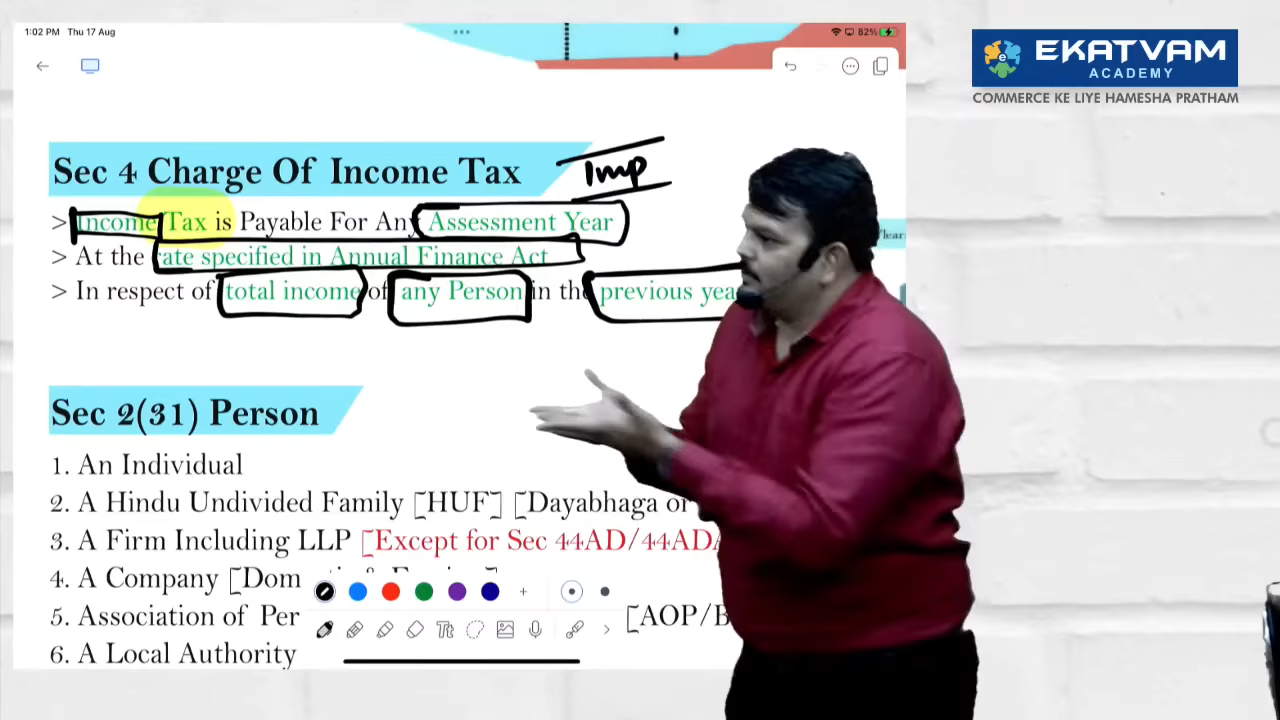 1:02 PM Thu 17 Aug
82%
EKATVAM
ACADEMY
COMMERCE KE LIYE HAMESHA PRATHAM
Sec 4 Charge Of Income Tax
Imp
> Income Tax is Payable For Any Assessment Year
> At the rate specified in Annual Finance Act
> In respect of total income of any Person in the previous
Sec 2(31) Person
1. An Individual
2. A Hindu Undivided Family [HUF] [Dayabhaga or
3. A Firm Including LLP [Except for Sec 44AD/44ADA
4. A Company
5. Association of
6. A Local Authority